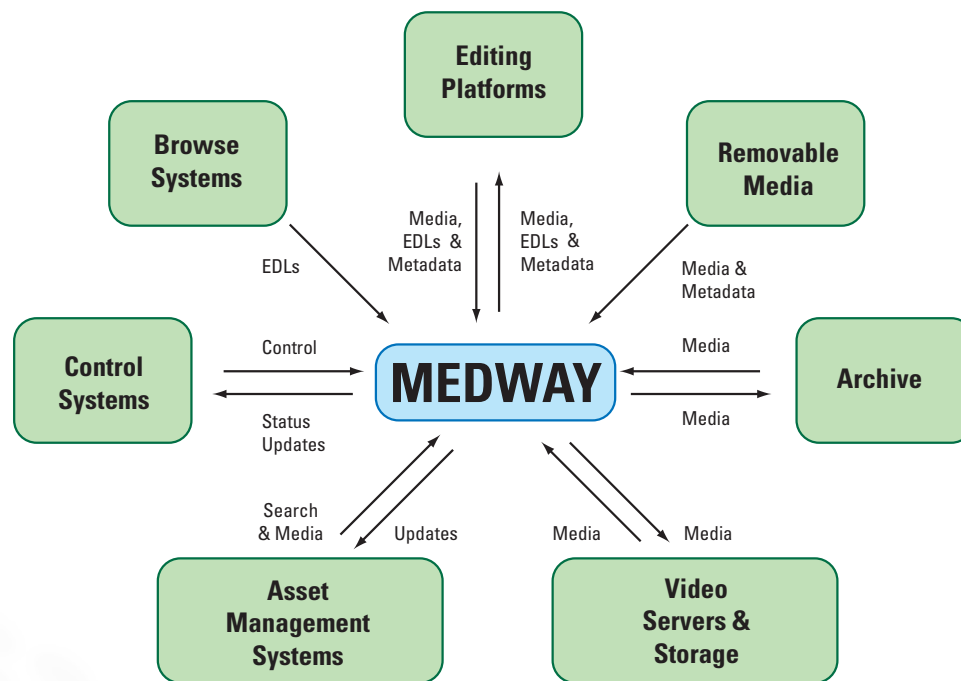 Editing
Platforms
Browse
Systems
Removable
Media
Media,
EDLs &
Metadata
Media,
EDLs &
Metadata
EDLs
Media &
Metadata
Control
Systems
Control
Status
Updates
MEDWAY
Media
Media
Archive
Search
& Media
Updates
Media
Media
Asset
Management
Systems
Video
Servers &
Storage